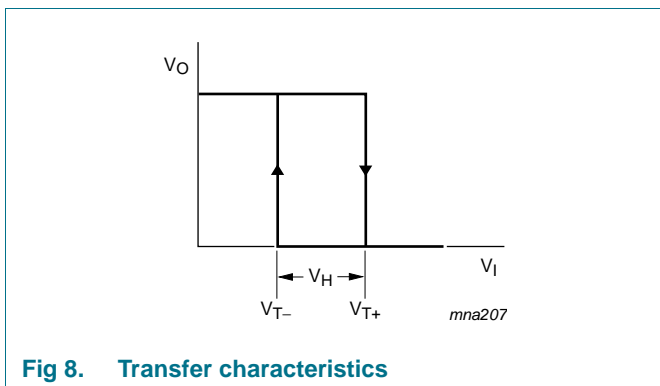 VO
VH
VI
VT−
VT+
mna207
Fig 8. Transfer characteristics